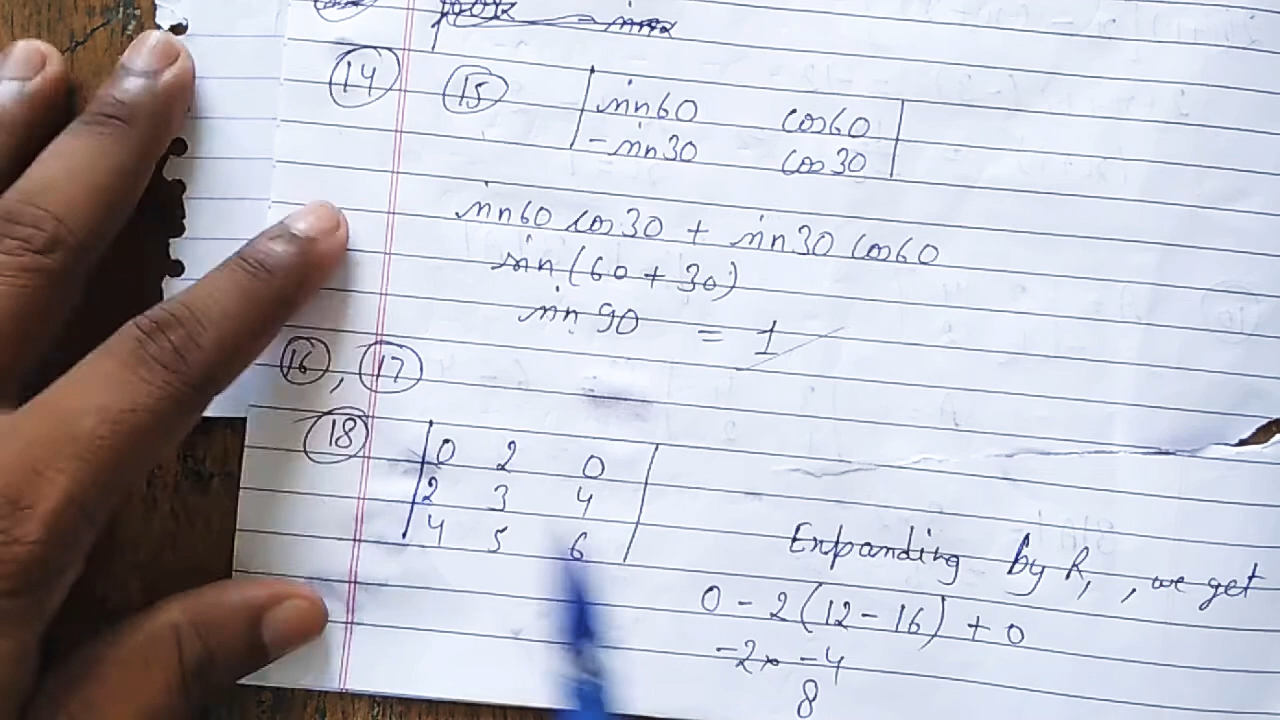 14 15 sin60 cos60
-sin30 cos30
sin60 cos30 + sin30 cos60
sin(60 + 30)
sin 90 = 1
16, 17
18 0 2 0
2 3 4
4 5 6
Expanding by R1, we get
0 - 2(12 - 16) + 0
-2x -4
8